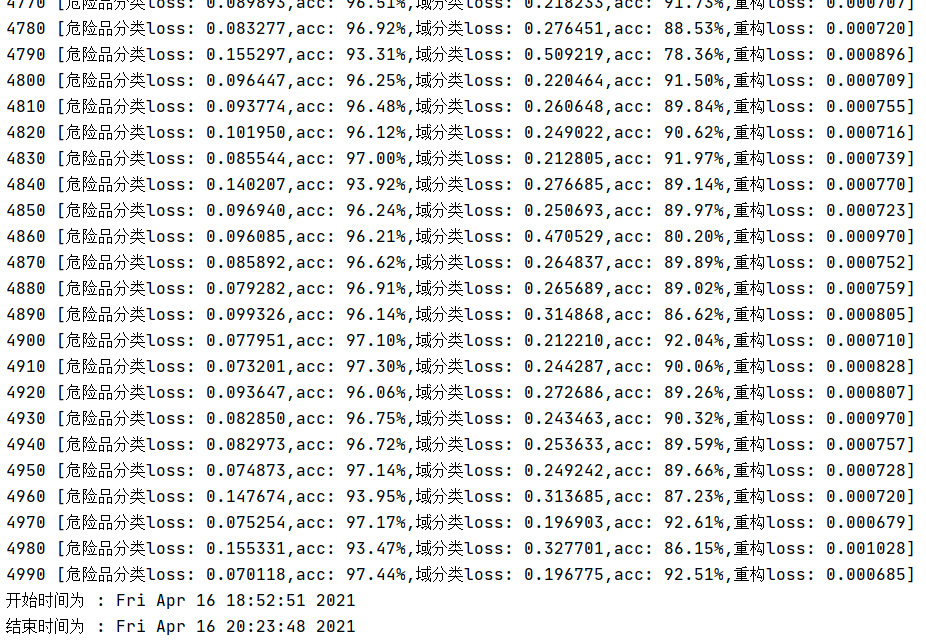 4770 [危险品分类loss: 0.089893,acc: 96.51%,域分类loss: 0.218233,acc: 91.73%,重构loss: 0.000707]
4780 [危险品分类loss: 0.083277,acc: 96.92%,域分类loss: 0.276451,acc: 88.53%,重构loss: 0.000720]
4790 [危险品分类loss: 0.155297,acc: 93.31%,域分类loss: 0.509219,acc: 78.36%,重构loss: 0.000896]
4800 [危险品分类loss: 0.096447,acc: 96.25%,域分类loss: 0.220464,acc: 91.50%,重构loss: 0.000709]
4810 [危险品分类loss: 0.093774,acc: 96.48%,域分类loss: 0.260648,acc: 89.84%,重构loss: 0.000755]
4820 [危险品分类loss: 0.101950,acc: 96.12%,域分类loss: 0.249022,acc: 90.62%,重构loss: 0.000716]
4830 [危险品分类loss: 0.085544,acc: 97.00%,域分类loss: 0.212805,acc: 91.97%,重构loss: 0.000739]
4840 [危险品分类loss: 0.140207,acc: 93.92%,域分类loss: 0.276685,acc: 89.14%,重构loss: 0.000770]
4850 [危险品分类loss: 0.096940,acc: 96.24%,域分类loss: 0.250693,acc: 89.97%,重构loss: 0.000723]
4860 [危险品分类loss: 0.096085,acc: 96.21%,域分类loss: 0.470529,acc: 80.20%,重构loss: 0.000970]
4870 [危险品分类loss: 0.085892,acc: 96.62%,域分类loss: 0.264837,acc: 89.89%,重构loss: 0.000752]
4880 [危险品分类loss: 0.079282,acc: 96.91%,域分类loss: 0.265689,acc: 89.02%,重构loss: 0.000759]
4890 [危险品分类loss: 0.099326,acc: 96.14%,域分类loss: 0.314868,acc: 86.62%,重构loss: 0.000805]
4900 [危险品分类loss: 0.077951,acc: 97.10%,域分类loss: 0.212210,acc: 92.04%,重构loss: 0.000710]
4910 [危险品分类loss: 0.073201,acc: 97.30%,域分类loss: 0.244287,acc: 90.06%,重构loss: 0.000828]
4920 [危险品分类loss: 0.093647,acc: 96.06%,域分类loss: 0.272686,acc: 89.26%,重构loss: 0.000807]
4930 [危险品分类loss: 0.082850,acc: 96.75%,域分类loss: 0.243463,acc: 90.32%,重构loss: 0.000970]
4940 [危险品分类loss: 0.082973,acc: 96.72%,域分类loss: 0.253633,acc: 89.59%,重构loss: 0.000757]
4950 [危险品分类loss: 0.074873,acc: 97.14%,域分类loss: 0.249242,acc: 89.66%,重构loss: 0.000728]
4960 [危险品分类loss: 0.147674,acc: 93.95%,域分类loss: 0.313685,acc: 87.23%,重构loss: 0.000720]
4970 [危险品分类loss: 0.075254,acc: 97.17%,域分类loss: 0.196903,acc: 92.61%,重构loss: 0.000679]
4980 [危险品分类loss: 0.155331,acc: 93.47%,域分类loss: 0.327701,acc: 86.15%,重构loss: 0.001028]
4990 [危险品分类loss: 0.070118,acc: 97.44%,域分类loss: 0.196775,acc: 92.51%,重构loss: 0.000685]
开始时间为 : Fri Apr 16 18:52:51 2021
结束时间为 : Fri Apr 16 20:23:48 2021